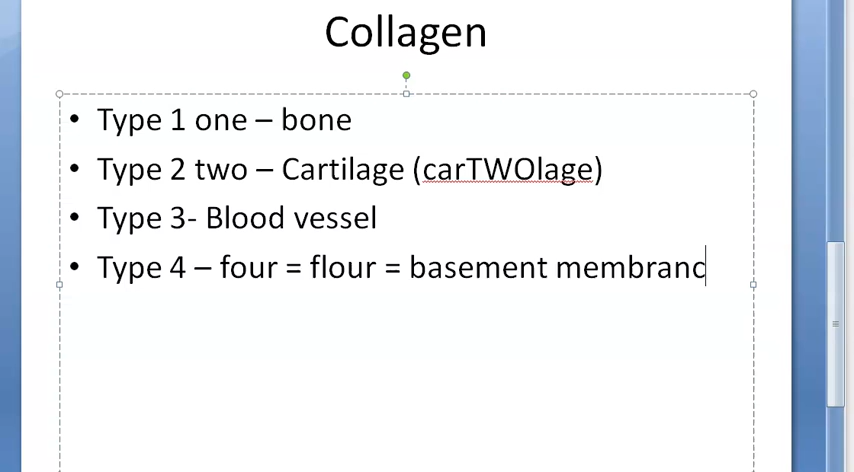 Collagen
• Type 1 one – bone
• Type 2 two – Cartilage (carTWOlage)
• Type 3- Blood vessel
• Type 4 – four = flour = basement membranc